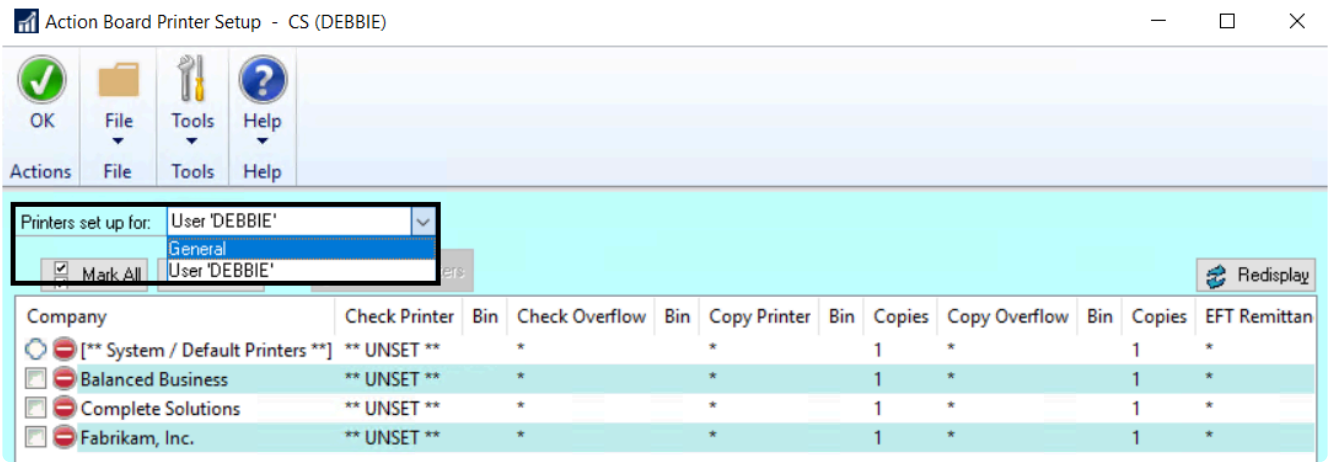 Action Board Printer Setup - CS (DEBBIE)
OK File Tools Help
Actions File Tools Help
Printers set up for: User 'DEBBIE'
General
User 'DEBBIE'
Mark All
Redisplay
Company Check Printer Bin Check Overflow Bin Copy Printer Bin Copies Copy Overflow Bin Copies EFT Remittan
[** System / Default Printers **] ** UNSET ** * * 1 * 1 *
Balanced Business ** UNSET ** * * 1 * 1 *
Complete Solutions ** UNSET ** * * 1 * 1 *
Fabrikam, Inc. ** UNSET ** * * 1 * 1 *